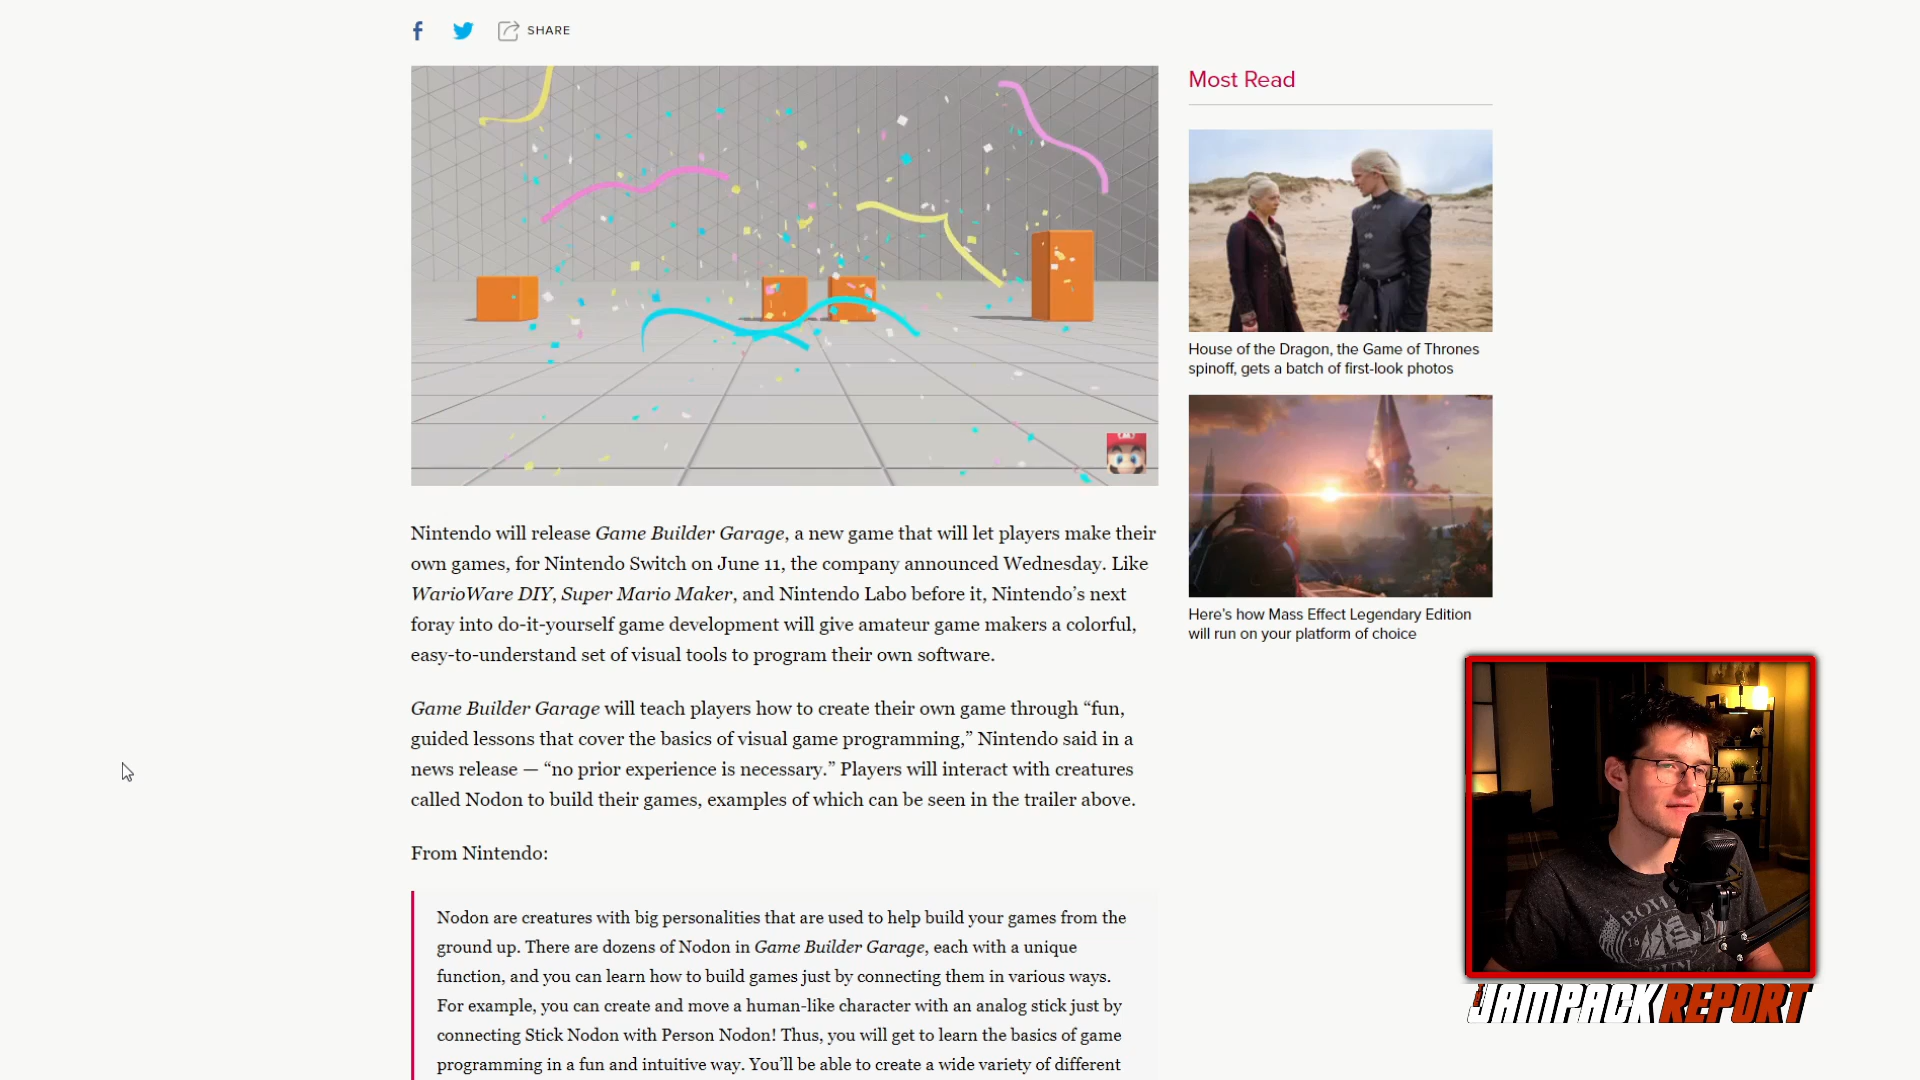 SHARE
Nintendo will release Game Builder Garage, a new game that will let players make their
own games, for Nintendo Switch on June 11, the company announced Wednesday. Like
WarioWare DIY, Super Mario Maker, and Nintendo Labo before it, Nintendo’s next
foray into do-it-yourself game development will give amateur game makers a colorful,
easy-to-understand set of visual tools to program their own software.
Game Builder Garage will teach players how to create their own game through “fun,
guided lessons that cover the basics of visual game programming,” Nintendo said in a
news release — “no prior experience is necessary.” Players will interact with creatures
called Nodon to build their games, examples of which can be seen in the trailer above.
From Nintendo:
Nodon are creatures with big personalities that are used to help build your games from the
ground up. There are dozens of Nodon in Game Builder Garage, each with a unique
function, and you can learn how to build games just by connecting them in various ways.
For example, you can create and move a human-like character with an analog stick just by
connecting Stick Nodon with Person Nodon! Thus, you will get to learn the basics of game
programming in a fun and intuitive way. You’ll be able to create a wide variety of different
Most Read
House of the Dragon, the Game of Thrones
spinoff, gets a batch of first-look photos
Here’s how Mass Effect Legendary Edition
will run on your platform of choice
JAMPACK REPORT